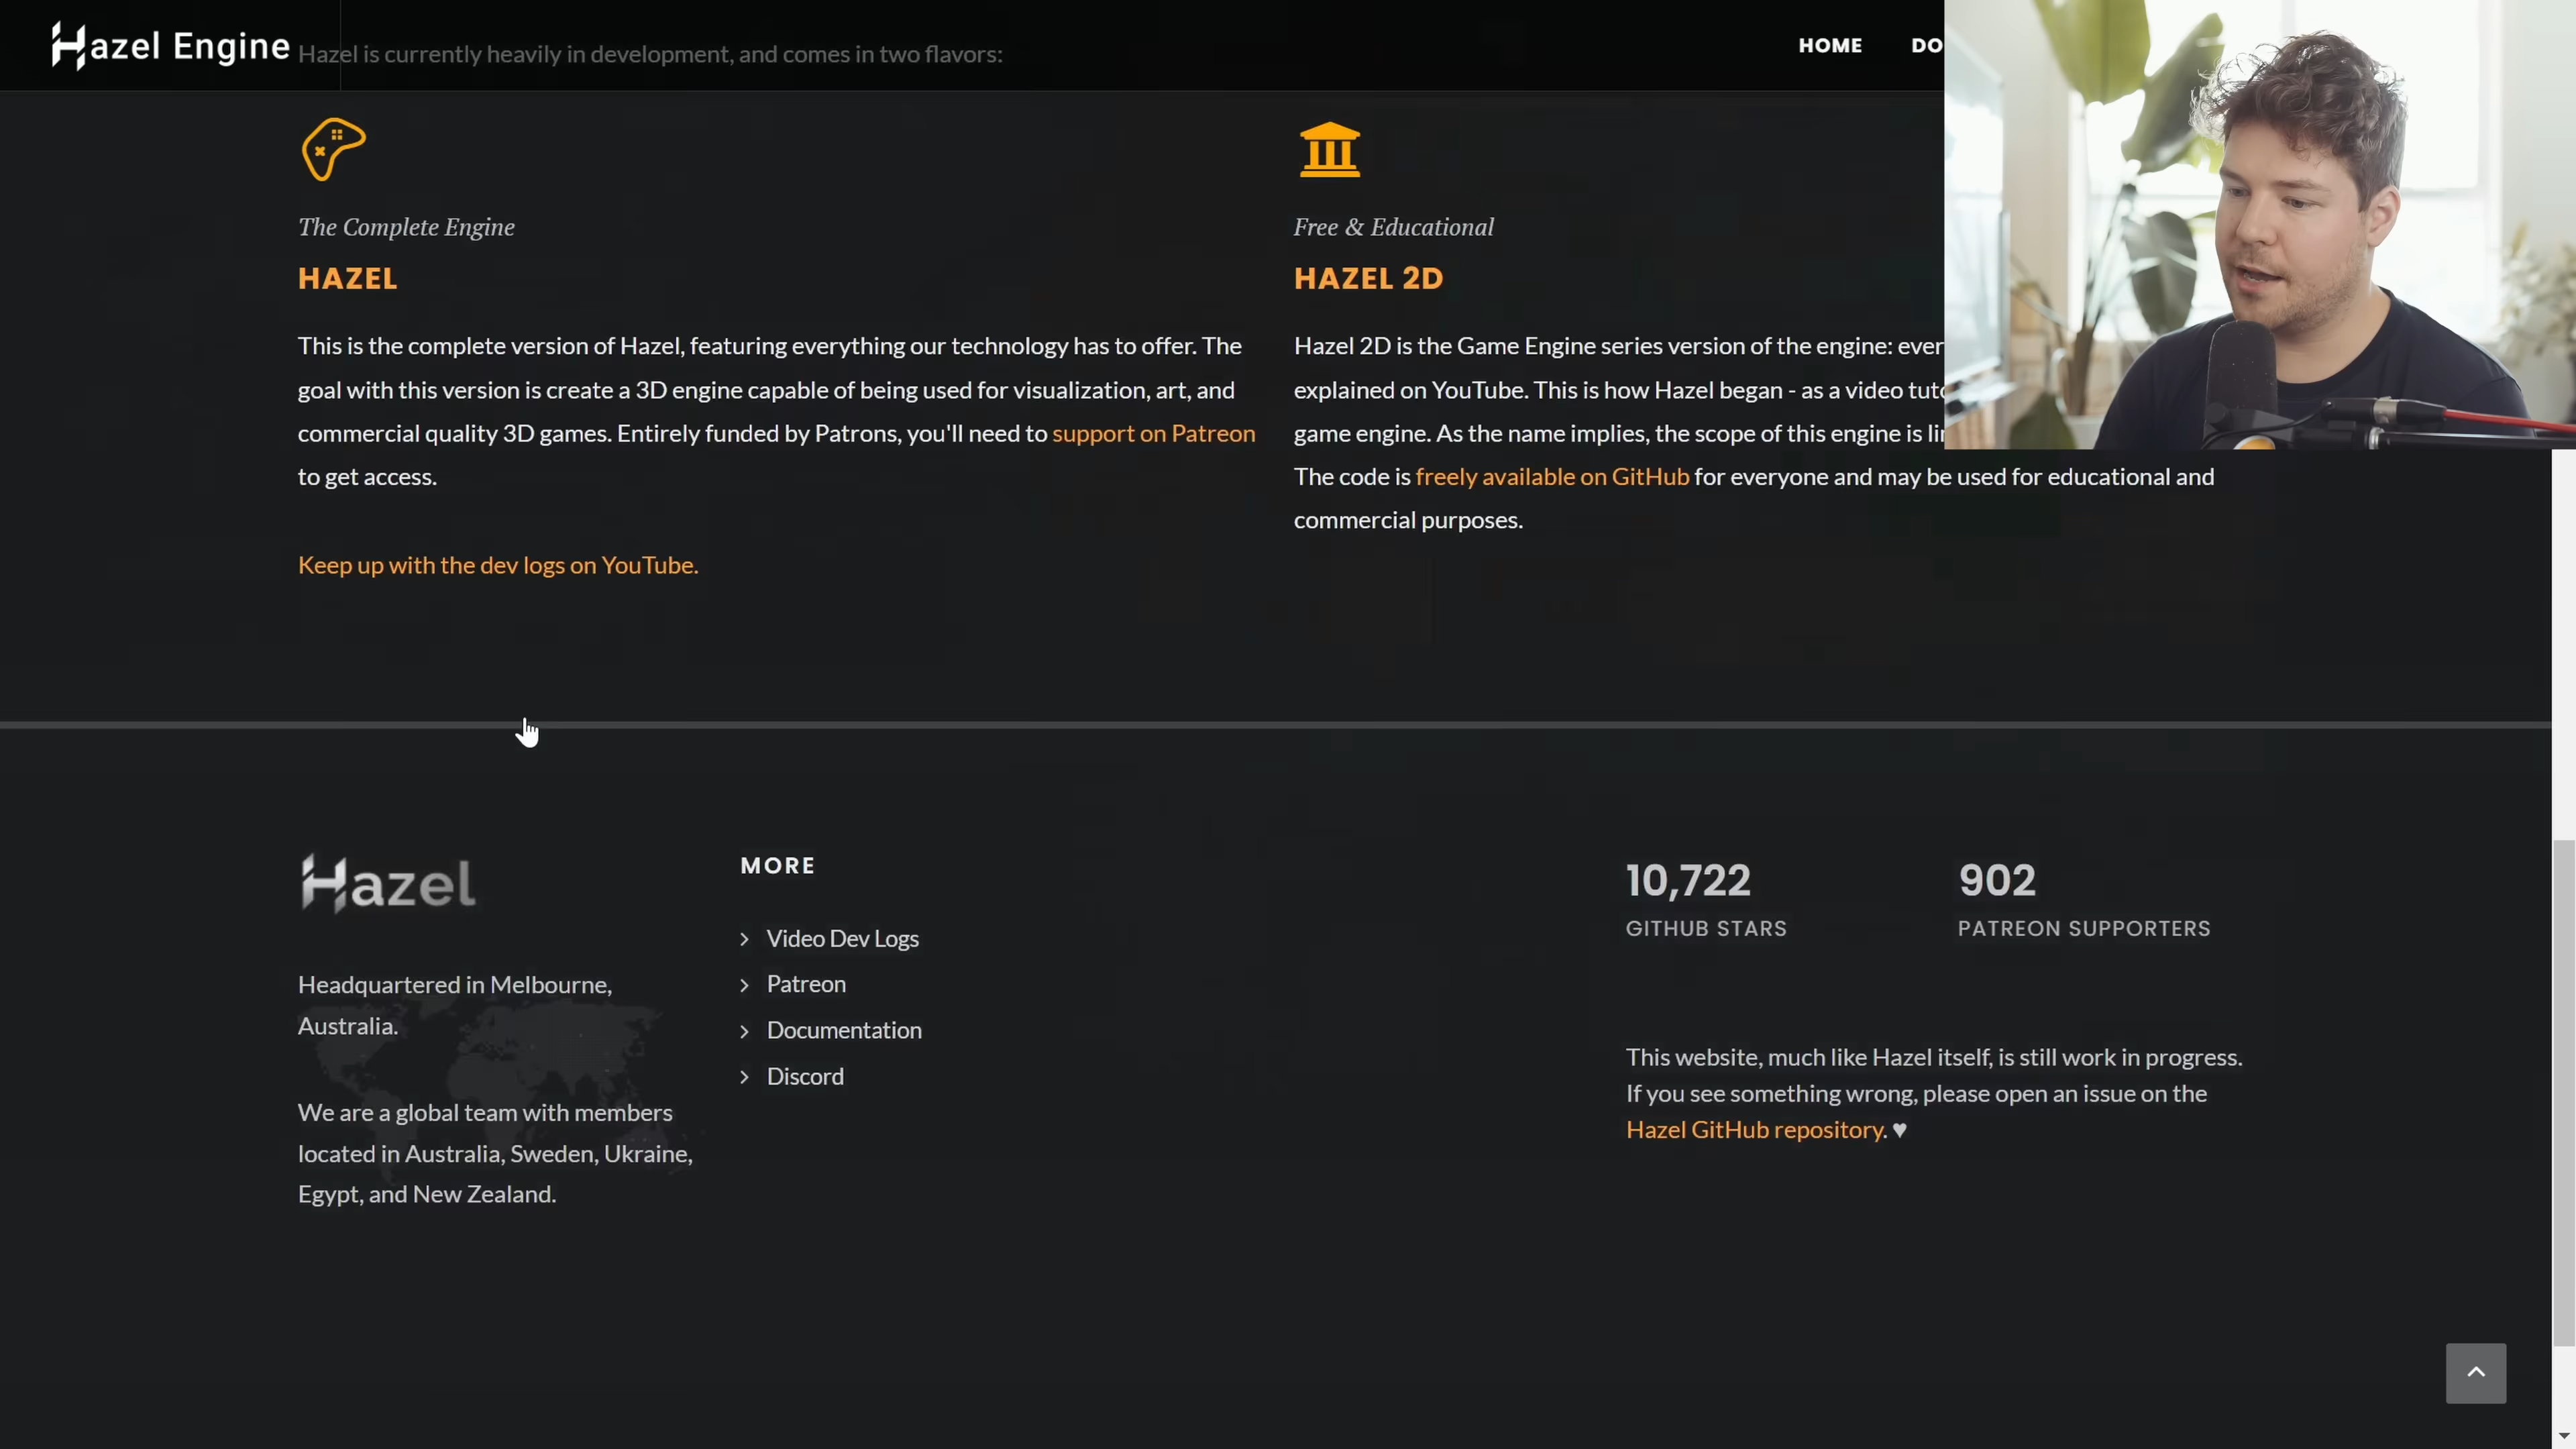 Hazel Engine
Hazel is currently heavily in development, and comes in two flavors:
HOME
The Complete Engine
HAZEL
This is the complete version of Hazel, featuring everything our technology has to offer. The
goal with this version is create a 3D engine capable of being used for visualization, art, and
commercial quality 3D games. Entirely funded by Patrons, you'll need to support on Patreon
to get access.
Keep up with the dev logs on YouTube.
Free & Educational
HAZEL 2D
Hazel 2D is the Game Engine series version of the engine:
explained on YouTube. This is how Hazel began - as a video
game engine. As the name implies, the scope of this engine is
The code is freely available on GitHub for everyone and may be used for educational and
commercial purposes.
Hazel
Headquartered in Melbourne,
Australia.
We are a global team with members
located in Australia, Sweden, Ukraine,
Egypt, and New Zealand.
MORE
Video Dev Logs
Patreon
Documentation
Discord
10,722
GITHUB STARS
902
PATREON SUPPORTERS
This website, much like Hazel itself, is still work in progress.
If you see something wrong, please open an issue on the
Hazel GitHub repository. ♥